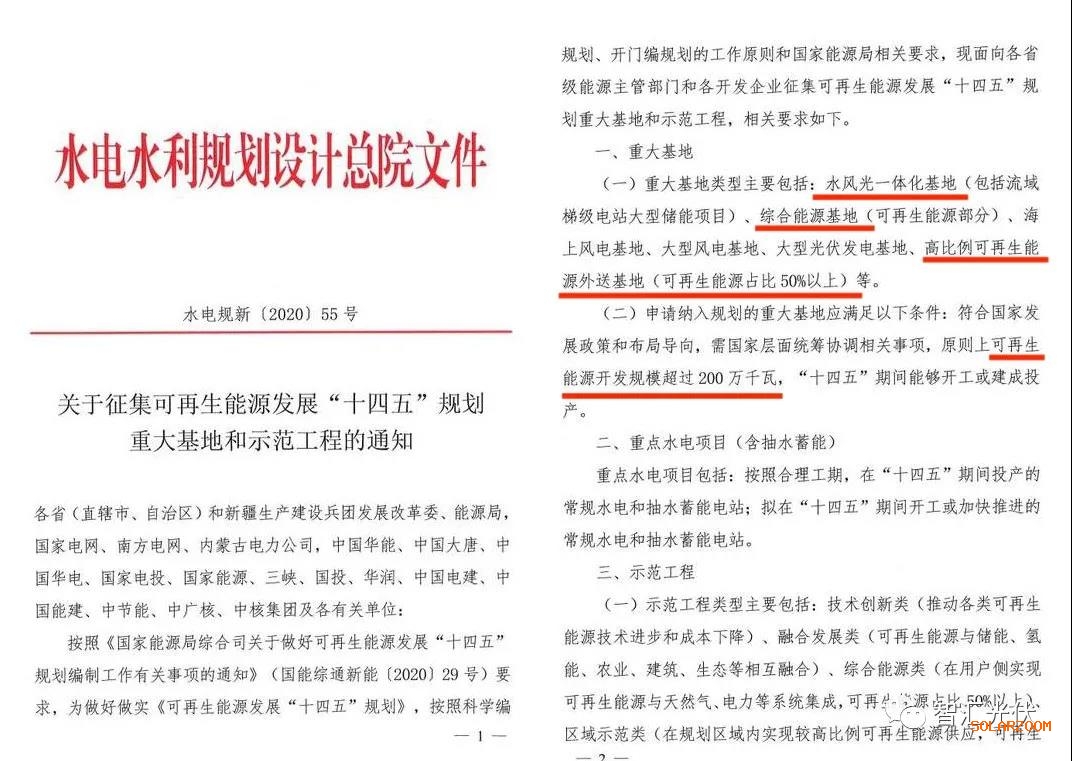 水电水利规划设计总院文件
水电规新〔2020〕55号
关于征集可再生能源发展“十四五”规划
重大基地和示范工程的通知
各省（直辖市、自治区）和新疆生产建设兵团发展改革委、能源局，
国家电网、南方电网、内蒙古电力公司，中国华能、中国大唐、中
国华电、国家电投、国家能源、三峡、国投、华润、中国电建、中
国能建、中节能、中广核、中核集团及各有关单位：
按照《国家能源局综合司关于做好可再生能源发展“十四五”
规划编制工作有关事项的通知》（国能综通新能〔2020〕29号）要
求，为做好做实《可再生能源发展“十四五”规划》，按照科学编
— 1 —
规划、开门编规划的工作原则和国家能源局相关要求，现面向各省
级能源主管部门和各开发企业征集可再生能源发展“十四五”规
划重大基地和示范工程，相关要求如下。
一、重大基地
（一）重大基地类型主要包括：水风光一体化基地（包括流域
梯级电站大型储能项目）、综合能源基地（可再生能源部分）、海
上风电基地、大型风电基地、大型光伏发电基地、高比例可再生能
源外送基地（可再生能源占比50%以上）等。
（二）申请纳入规划的重大基地应满足以下条件：符合国家发
展政策和布局导向，需国家层面统筹协调相关事项，原则上可再生
能源开发规模超过200万千瓦，“十四五”期间能够开工或建成投
产。
二、重点水电项目（含抽水蓄能）
重点水电项目包括：按照合理工期，在“十四五”期间投产的
常规水电和抽水蓄能电站；拟在“十四五”期间开工或加快推进的
常规水电和抽水蓄能电站。
三、示范工程
（一）示范工程类型主要包括：技术创新类（推动各类可再生
能源技术进步和成本下降）、融合发展类（可再生能源与储能、氢
能、农业、建筑、生态等相互融合）、综合能源类（在用户侧实现
可再生能源与天然气、电力等系统集成，可再生能源占比50%以上）、
区域示范类（在规划区域内实现较高比例可再生能源供应，可再生
— 2 —
智汇光伏
SOLARZOOM